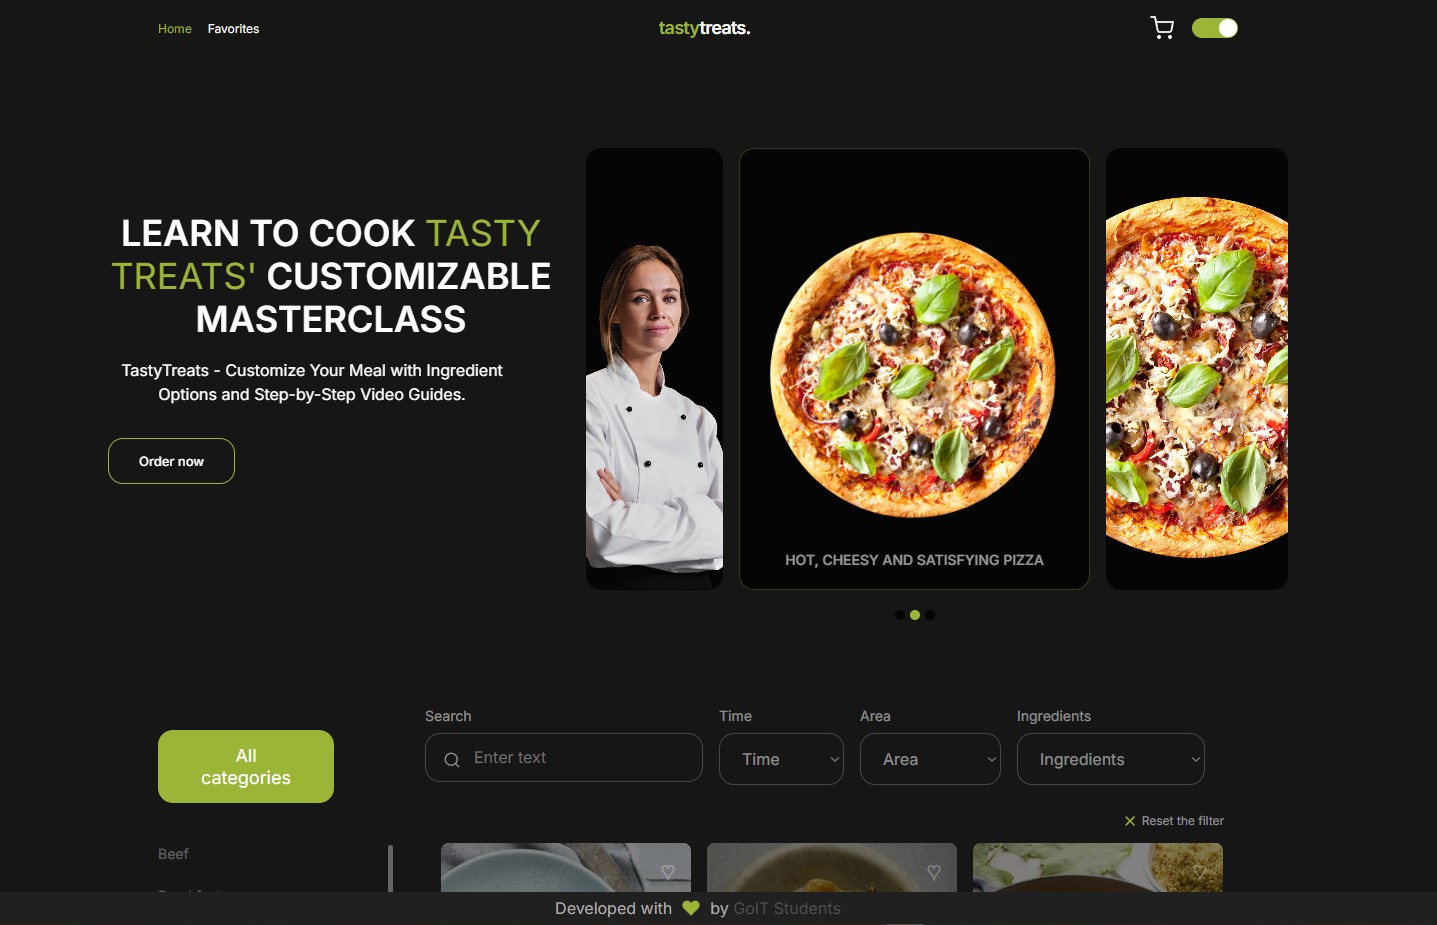 Home Favorites
tastytreats.
LEARN TO COOK TASTY
TREATS' CUSTOMIZABLE
MASTERCLASS
TastyTreats - Customize Your Meal with Ingredient
Options and Step-by-Step Video Guides.
Order now
HOT, CHEESY AND SATISFYING PIZZA
All
categories
Search
Enter text
Time
Time
Area
Area
Ingredients
Ingredients
Reset the filter
Beef
Developed with by GoIT Students